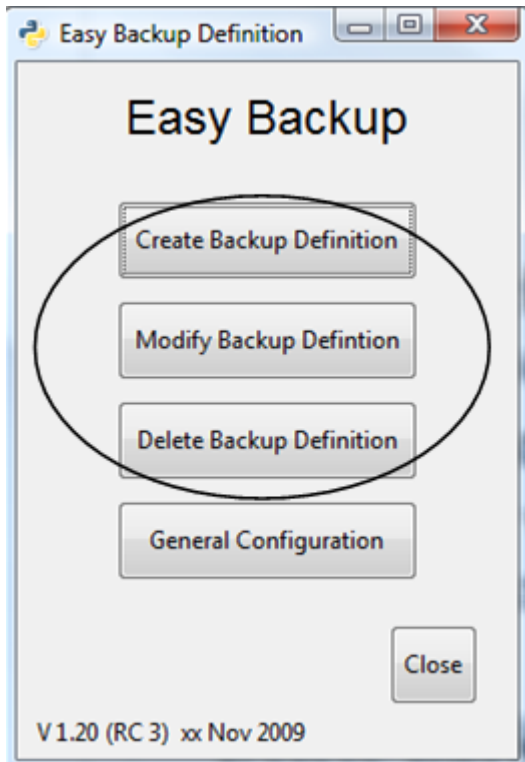 Easy Backup Definition
Easy Backup
Create Backup Definition
Modify Backup Defintion
Delete Backup Definition
General Configuration
Close
V 1.20 (RC 3) xx Nov 2009